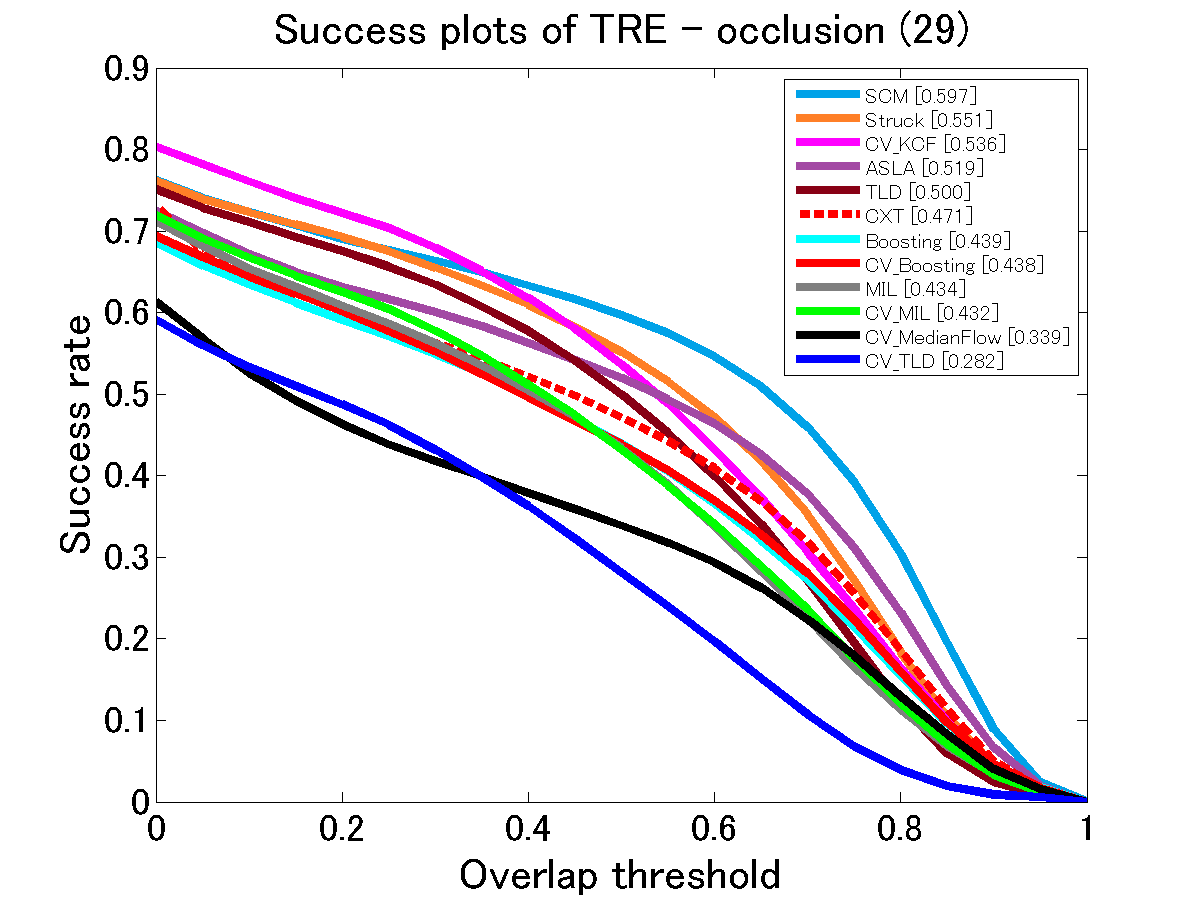 Success plots of TRE - occlusion (29)
0.9
0.8
0.7
0.6
0.5
0.4
0.3
0.2
0.1
0
Success rate
SCM [0.597]
Struck [0.551]
CV_KCF [0.536]
ASLA [0.519]
TLD [0.500]
CXT [0.471]
Boosting [0.439]
CV_Boosting [0.438]
MIL [0.434]
CV_MIL [0.432]
CV_MedianFlow [0.339]
CV_TLD [0.282]
0 0.2 0.4 0.6 0.8 1
Overlap threshold